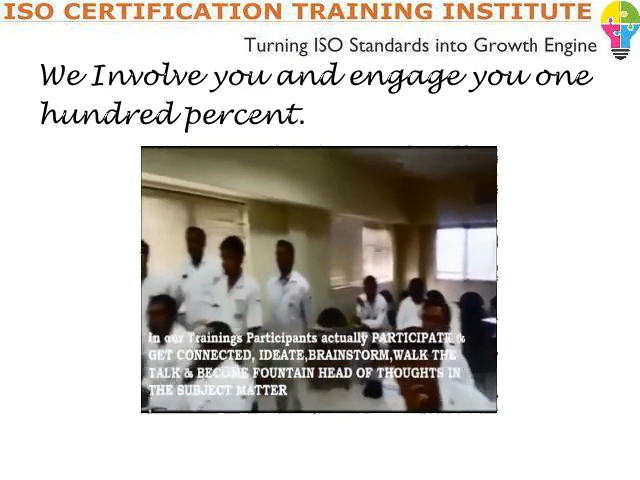 ISO CERTIFICATION TRAINING INSTITUTE
Turning ISO Standards into Growth Engine
We Involve you and engage you one
hundred percent.
In our Trainings Participants actually PARTICIPATE &
GET CONNECTED, IDEATE,BRAINSTORM,WALK THE
TALK & BECOME FOUNTAIN HEAD OF THOUGHTS IN
THE SUBJECT MATTER